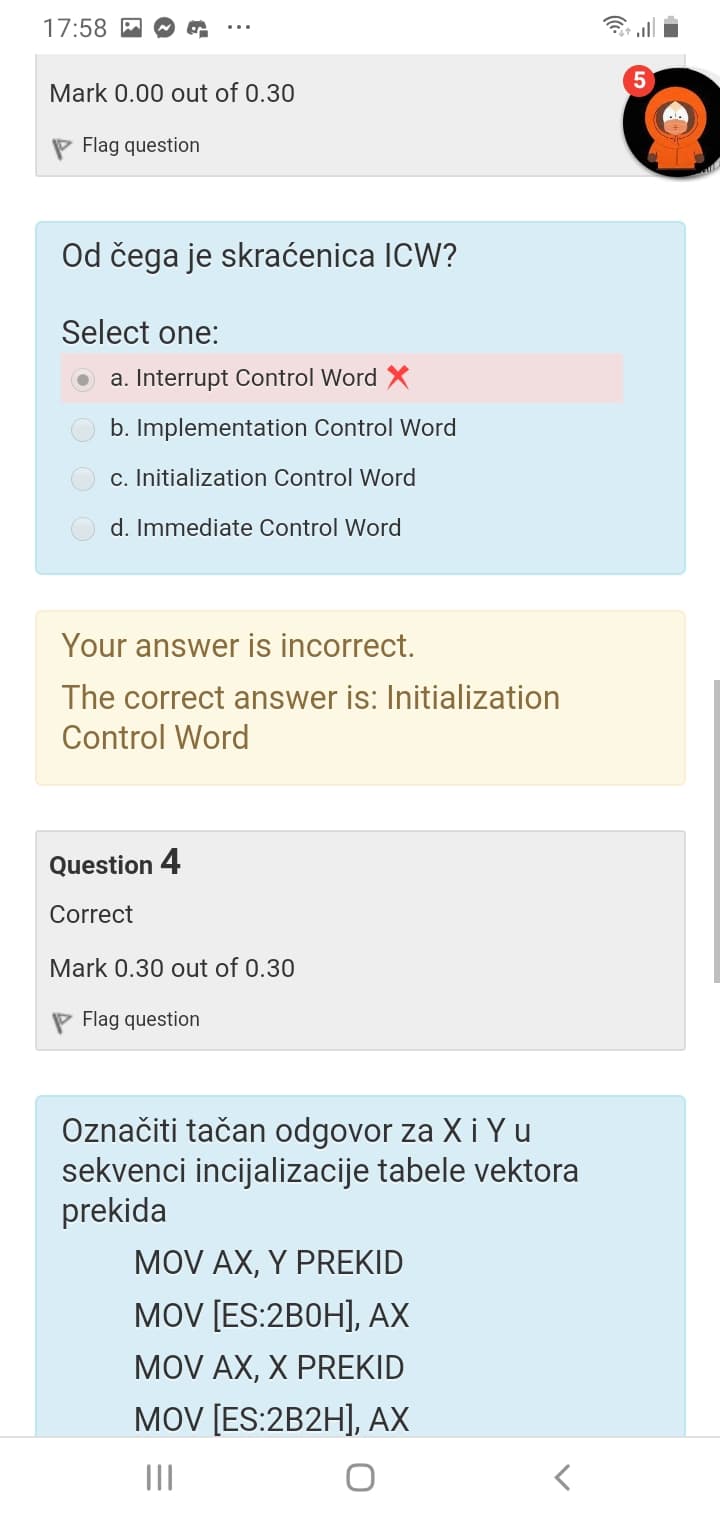 17:58
5
Mark 0.00 out of 0.30
Flag question
Od čega je skraćenica ICW?
Select one:
a. Interrupt Control Word
b. Implementation Control Word
c. Initialization Control Word
d. Immediate Control Word
Your answer is incorrect.
The correct answer is: Initialization
Control Word
Question 4
Correct
Mark 0.30 out of 0.30
Flag question
Označiti tačan odgovor za X i Y u
sekvenci incijalizacije tabele vektora
prekida
MOV AX, Y PREKID
MOV [ES:2B0H], AX
MOV AX, X PREKID
MOV [ES:2B2H], AX